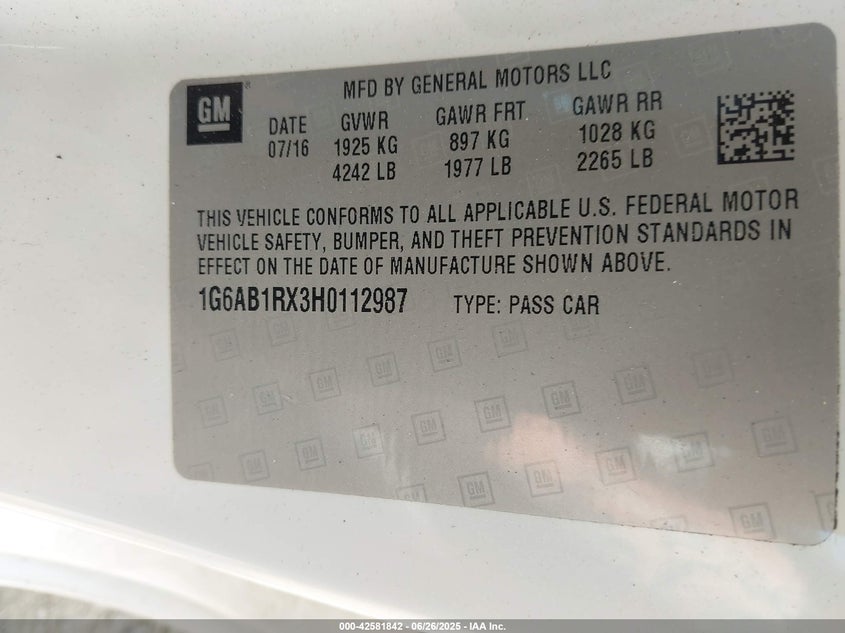 MFD BY GENERAL MOTORS LLC
GM®
DATE GVWR GAWR FRT GAWR RR
07/16 1925 KG 897 KG 1028 KG
4242 LB 1977 LB 2265 LB
THIS VEHICLE CONFORMS TO ALL APPLICABLE U.S. FEDERAL MOTOR
VEHICLE SAFETY, BUMPER, AND THEFT PREVENTION STANDARDS IN
EFFECT ON THE DATE OF MANUFACTURE SHOWN ABOVE.
1G6AB1RX3H0112987 TYPE: PASS CAR
000-42581842 - 06/26/2025 - IAA Inc.